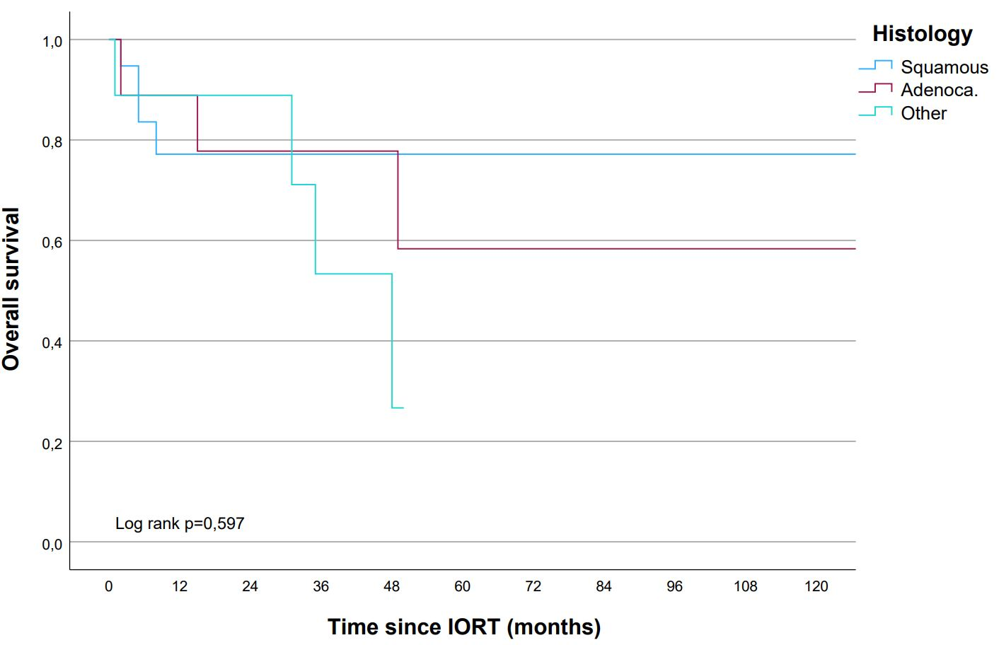 Histology
Squamous
Adenoca.
Other
Overall survival
1,0
0,8
0,6
0,4
0,2
0,0
Log rank p=0,597
0 12 24 36 48 60 72 84 96 108 120
Time since IORT (months)